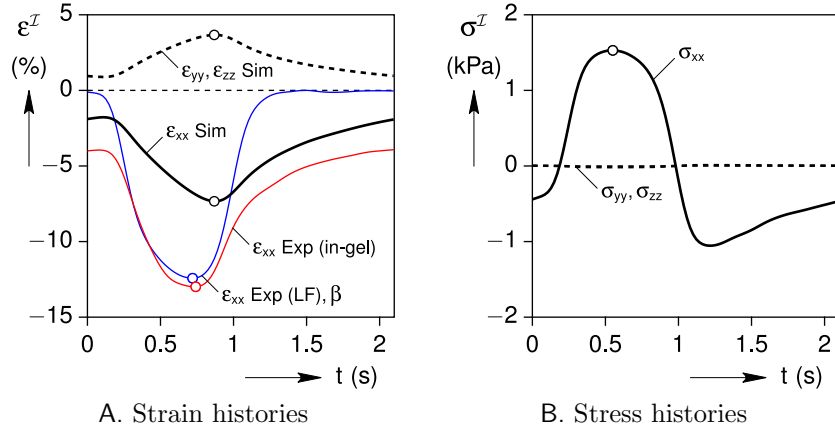 ε^ℐ
(%)
5
0
−5
−10
−15
0
0.5
1
1.5
2
t (s)
ε_yy, ε_zz Sim
ε_xx Sim
ε_xx Exp (in-gel)
ε_xx Exp (LF), β
A. Strain histories
σ^ℐ
(kPa)
2
1
0
−1
−2
0
0.5
1
1.5
2
t (s)
σ_xx
σ_yy, σ_zz
B. Stress histories